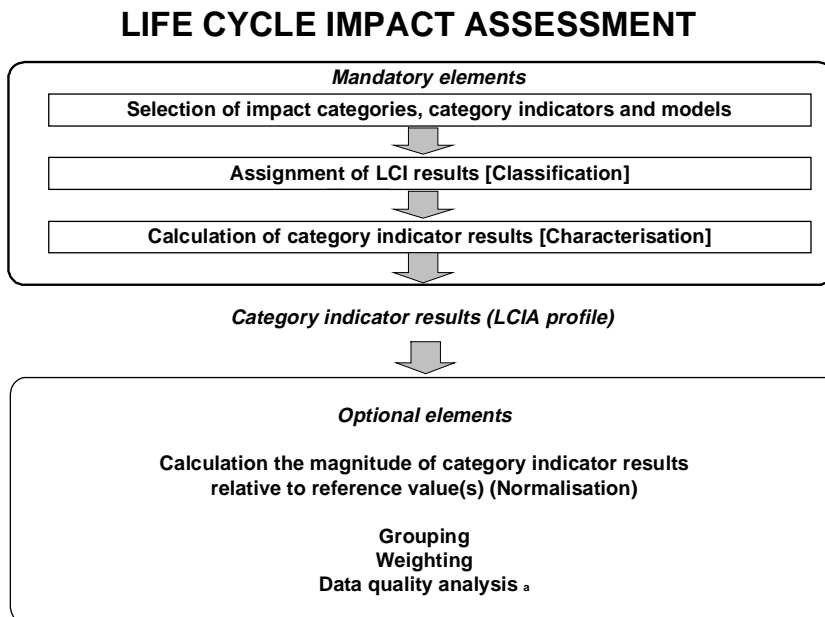 LIFE CYCLE IMPACT ASSESSMENT
Mandatory elements
Selection of impact categories, category indicators and models
Assignment of LCI results [Classification]
Calculation of category indicator results [Characterisation]
Category indicator results (LCIA profile)
Optional elements
Calculation the magnitude of category indicator results
relative to reference value(s) (Normalisation)
Grouping
Weighting
Data quality analysis a